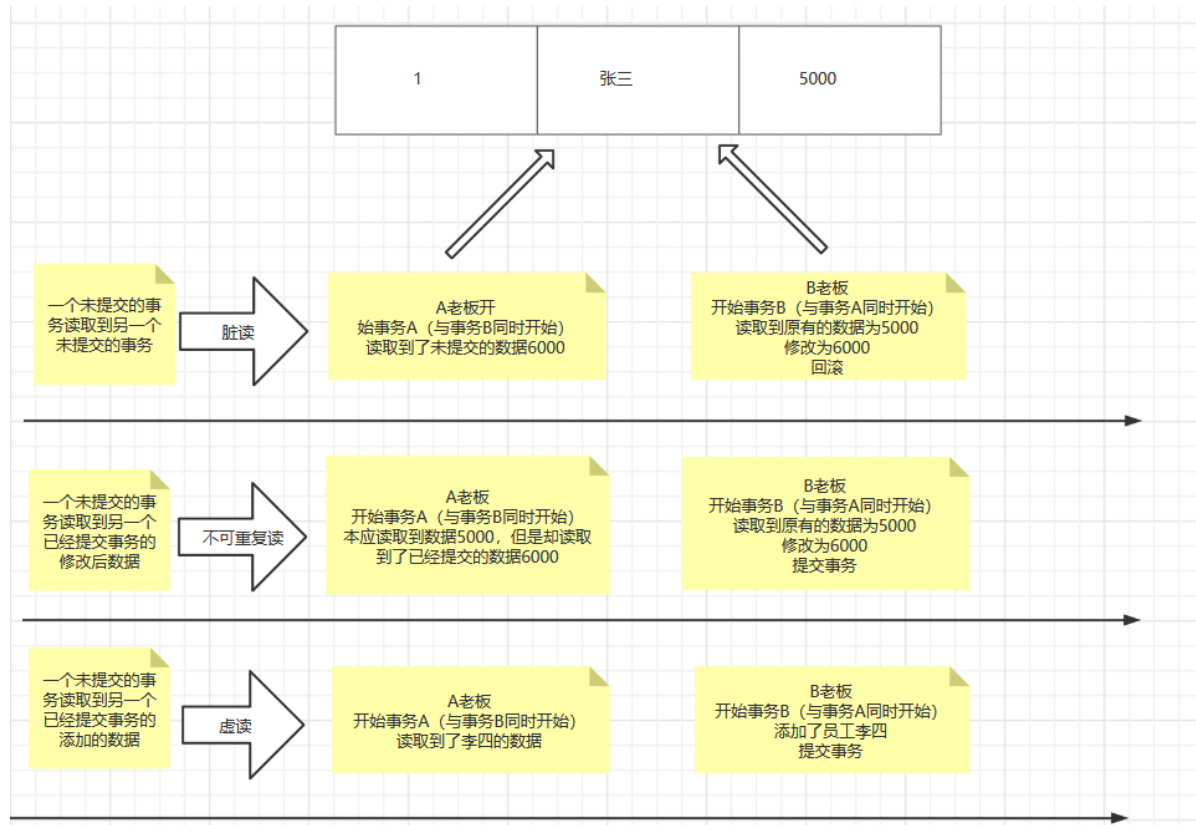 1
张三
5000
一个未提交的事
务读取到另一个
未提交的事务
脏读
A老板开
始事务A（与事务B同时开始）
读取到了未提交的数据6000
B老板
开始事务B（与事务A同时开始）
读取到原有的数据为5000
修改为6000
回滚
一个未提交的事
务读取到另一个
已经提交事务的
修改后数据
不可重复读
A老板
开始事务A（与事务B同时开始）
本应读取到数据5000，但是却读取
到了已经提交的数据6000
B老板
开始事务B（与事务A同时开始）
读取到原有的数据为5000
修改为6000
提交事务
一个未提交的事
务读取到另一个
已经提交事务的
添加的数据
虚读
A老板
开始事务A（与事务B同时开始）
读取到了李四的数据
B老板
开始事务B（与事务A同时开始）
添加了员工李四
提交事务